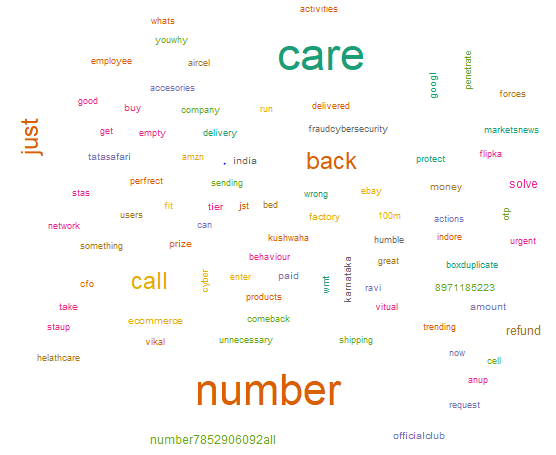 activities
whats
care
youwhy
employee
aircel
googl
penetrate
accesories
forces
good
buy
company
run
delivered
just
get
empty
delivery
fraudcybersecurity
marketsnews
tatasafari
amzn
india
back
protect
flipka
perfrect
sending
wrong
ebay
money
solve
stas
users
fit
tier
jst
bed
factory
100m
actions
otp
network
can
something
prize
kushwaha
humble
indore
urgent
behaviour
karnataka
great
boxduplicate
cfo
call
cyber
enter
paid
wmt
ravi
8971185223
take
products
vitual
amount
staup
ecommerce
comeback
trending
refund
vikal
unnecessary
shipping
helathcare
now
cell
number
anup
request
number7852906092all
officialclub